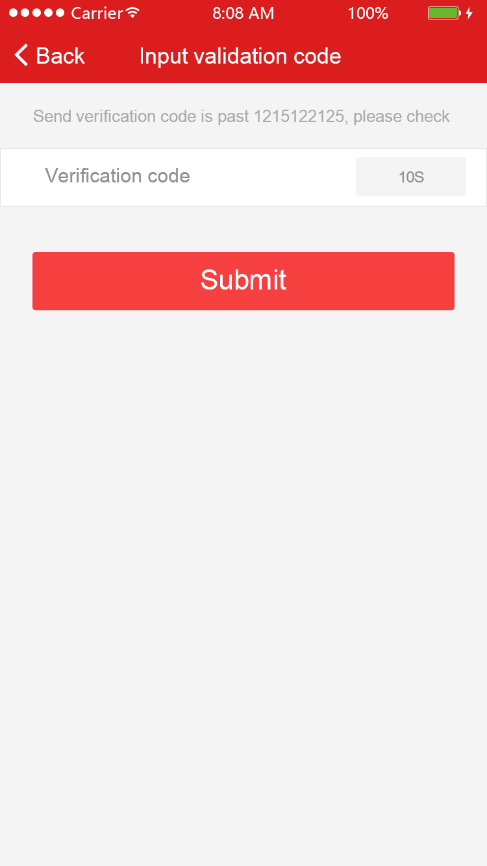 Carrier 8:08 AM 100%
Back Input validation code
Send verification code is past 1215122125, please check
Verification code 10S
Submit